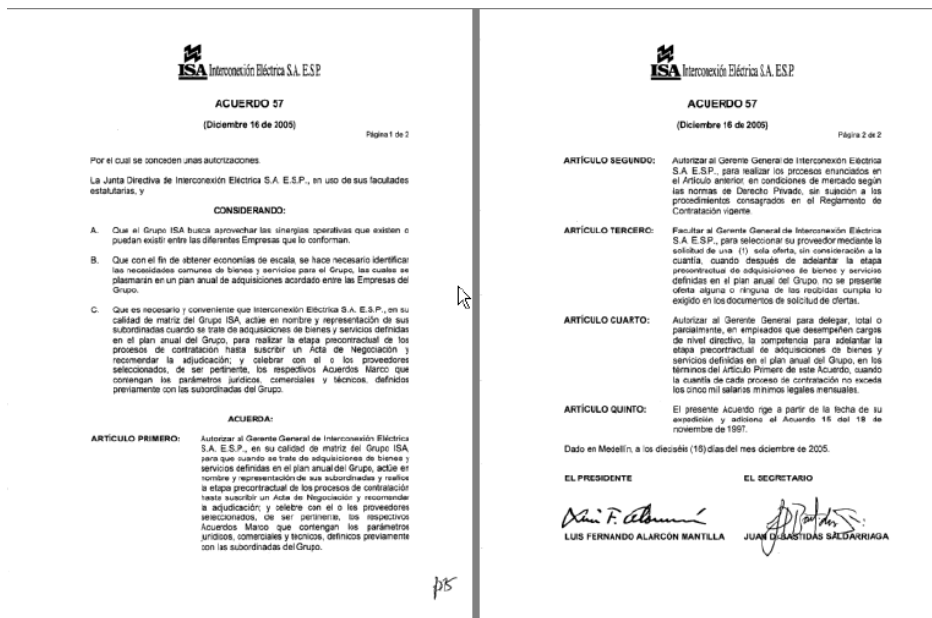 ISA Interconexión Eléctrica S.A. E.S.P.
ACUERDO 57
(Diciembre 16 de 2005)
Página 1 de 2
Por el cual se conceden unas autorizaciones.
La Junta Directiva de Interconexión Eléctrica S.A. E.S.P., en uso de sus facultades
estatutarias, y
CONSIDERANDO:
A. Que el Grupo ISA busca aprovechar las sinergias operativas que existen o
puedan existir entre las diferentes Empresas que lo conforman.
B. Que con el fin de obtener economías de escala, se hace necesario identificar
las necesidades comunes de bienes y servicios para el Grupo, las cuales se
plasmarán en un plan anual de adquisiciones acordado entre las Empresas del
Grupo.
C. Que es necesario y conveniente que Interconexión Eléctrica S.A. E.S.P., en su
calidad de matriz del Grupo ISA, actúe en nombre y representación de sus
subordinadas cuando se trate de adquisiciones de bienes y servicios definidas
en el plan anual del Grupo, para realizar la etapa precontractual de los
procesos de contratación hasta suscribir un Acta de Negociación y
recomendar la adjudicación; y celebrar con el o los proveedores
seleccionados, de ser pertinente, los respectivos Acuerdos Marco que
contengan los parámetros jurídicos, comerciales y técnicos, definidos
previamente con las subordinadas del Grupo.
ACUERDA:
ARTÍCULO PRIMERO: Autorizar al Gerente General de Interconexión Eléctrica
S.A. E.S.P., en su calidad de matriz del Grupo ISA,
para que cuando se trate de adquisiciones de bienes y
servicios definidas en el plan anual del Grupo, actúe en
nombre y representación de sus subordinadas y realice
la etapa precontractual de los procesos de contratación
hasta suscribir un Acta de Negociación y recomendar
la adjudicación; y celebre con el o los proveedores
seleccionados, de ser pertinente, los respectivos
Acuerdos Marco que contengan los parámetros
jurídicos, comerciales y técnicos, definidos previamente
con las subordinadas del Grupo.
ISA Interconexión Eléctrica S.A. E.S.P.
ACUERDO 57
(Diciembre 16 de 2005)
Página 2 de 2
ARTÍCULO SEGUNDO: Autorizar al Gerente General de Interconexión Eléctrica
S.A. E.S.P., para realizar los procesos enunciados en
el Artículo anterior, en condiciones de mercado según
las normas de Derecho Privado, sin sujeción a los
procedimientos consagrados en el Reglamento de
Contratación vigente.
ARTÍCULO TERCERO: Facultar al Gerente General de Interconexión Eléctrica
S.A. E.S.P., para seleccionar su proveedor mediante la
solicitud de una (1) sola oferta, sin consideración a la
cuantía, cuando después de adelantar la etapa
precontractual de adquisiciones de bienes y servicios
definidas en el plan anual del Grupo, no se presente
oferta alguna o ninguna de las recibidas cumpla lo
exigido en los documentos de solicitud de ofertas.
ARTÍCULO CUARTO: Autorizar al Gerente General para delegar, total o
parcialmente, en empleados que desempeñen cargos
de nivel directivo, la competencia para adelantar la
etapa precontractual de adquisiciones de bienes y
servicios definidas en el plan anual del Grupo, en los
términos del Artículo Primero de este Acuerdo, cuando
la cuantía de cada proceso de contratación no exceda
los cinco mil salarios mínimos legales mensuales.
ARTÍCULO QUINTO: El presente Acuerdo rige a partir de la fecha de su
expedición y adiciona el Acuerdo 15 del 18 de
noviembre de 1997.
Dado en Medellín, a los dieciséis (16) días del mes diciembre de 2005.
EL PRESIDENTE EL SECRETARIO
LUIS FERNANDO ALARCÓN MANTILLA JUAN D. BASTIDAS SALDARRIAGA